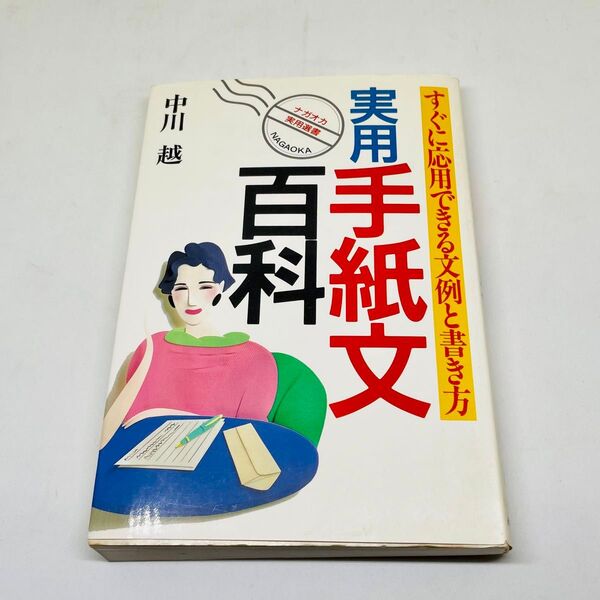 すぐに応用できる文例と書き方
実用
手紙文
百科
ナガオカ
実用選書
NAGAOKA
中川 越